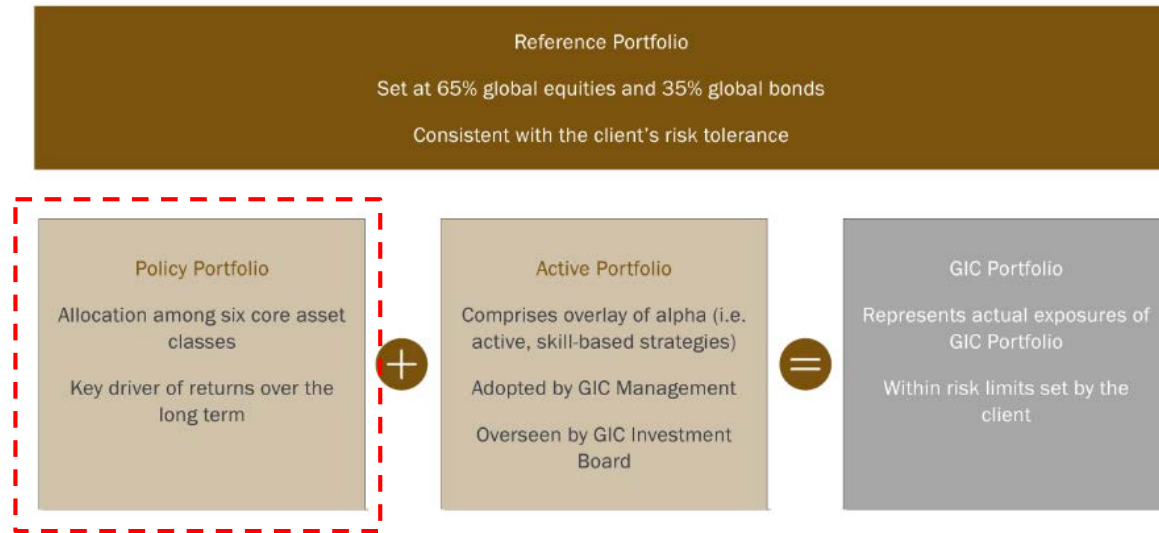 Reference Portfolio
Set at 65% global equities and 35% global bonds
Consistent with the client's risk tolerance
Policy Portfolio
Allocation among six core asset
classes
Key driver of returns over the
long term
+
Active Portfolio
Comprises overlay of alpha (i.e.
active, skill-based strategies)
Adopted by GIC Management
Overseen by GIC Investment
Board
=
GIC Portfolio
Represents actual exposures of
GIC Portfolio
Within risk limits set by the
client